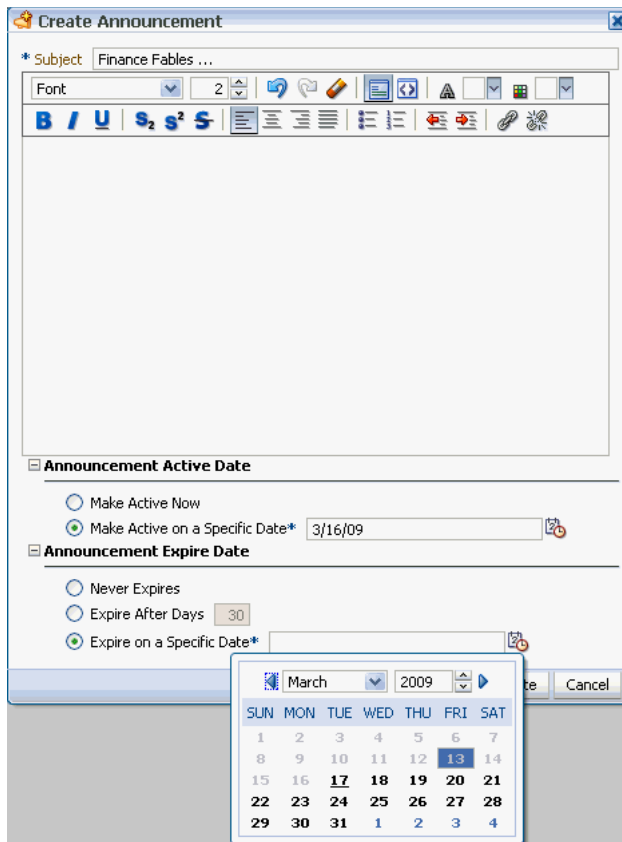 Create Announcement
* Subject Finance Fables ...
Font 2
B I U S₂ S² S
Announcement Active Date
Make Active Now
Make Active on a Specific Date* 3/16/09
Announcement Expire Date
Never Expires
Expire After Days 30
Expire on a Specific Date*
March 2009
te Cancel
SUN MON TUE WED THU FRI SAT
1 2 3 4 5 6 7
8 9 10 11 12 13 14
15 16 17 18 19 20 21
22 23 24 25 26 27 28
29 30 31 1 2 3 4